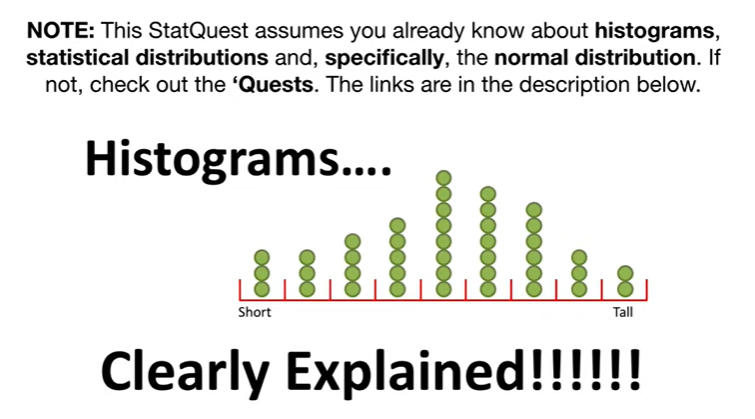 NOTE: This StatQuest assumes you already know about histograms,
statistical distributions and, specifically, the normal distribution. If
not, check out the ‘Quests. The links are in the description below.
Histograms....
Short
Tall
Clearly Explained!!!!!!